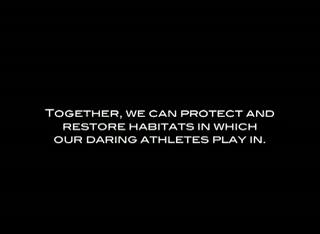 Together, we can protect and
restore habitats in which
our daring athletes play in.